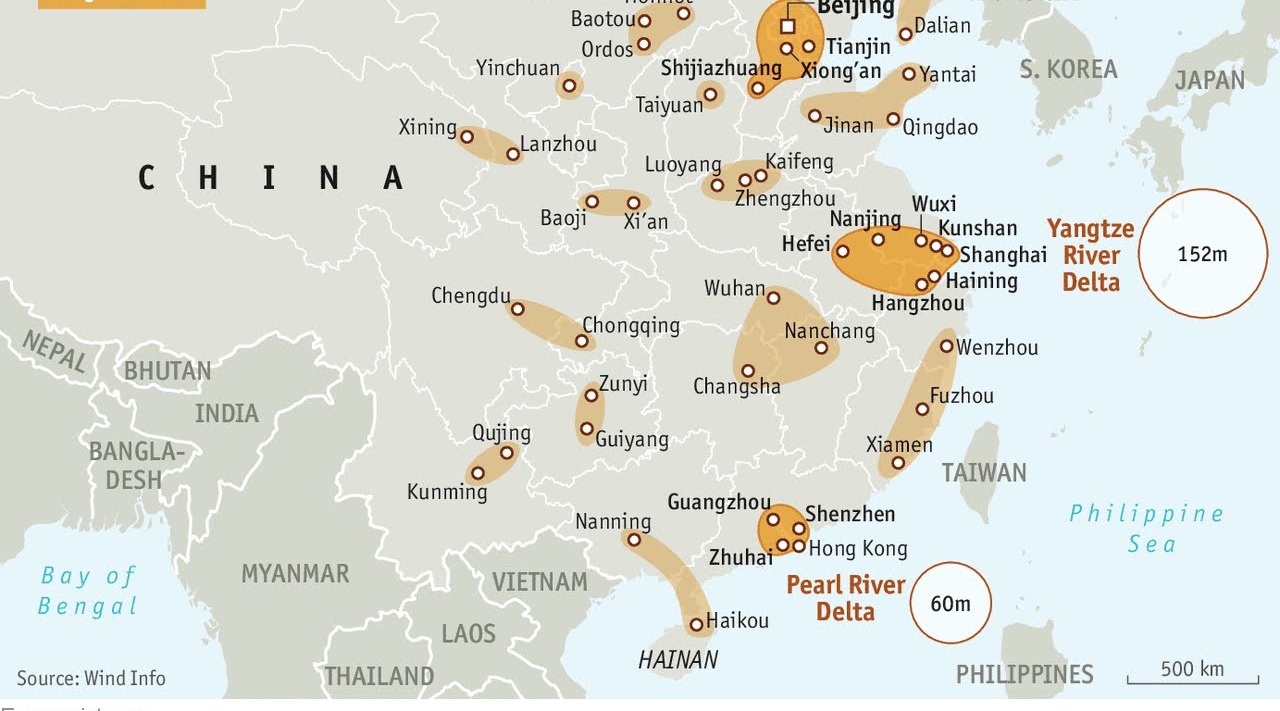 Beijing
Baotou
Dalian
Ordos
Tianjin
Shijiazhuang
Xiong'an
S. KOREA
Yinchuan
Yantai
JAPAN
Taiyuan
Xining
Jinan
Qingdao
Lanzhou
Luoyang
Kaifeng
CHINA
Zhengzhou
Baoji
Xi'an
Wuxi
Nanjing
Kunshan
Hefei
Shanghai
Yangtze
River
Delta
152m
Haining
Hangzhou
Wuhan
Chengdu
Chongqing
Nanchang
NEPAL
Wenzhou
BHUTAN
Changsha
Zunyi
Fuzhou
INDIA
Qujing
Guiyang
Xiamen
BANGLA-
DESH
TAIWAN
Kunming
Guangzhou
Shenzhen
Nanning
Philippine
Sea
Zhuhai
Hong Kong
Bay of
Bengal
MYANMAR
VIETNAM
Pearl River
Delta
60m
Haikou
LAOS
HAINAN
Source: Wind Info
THAILAND
PHILIPPINES
500 km